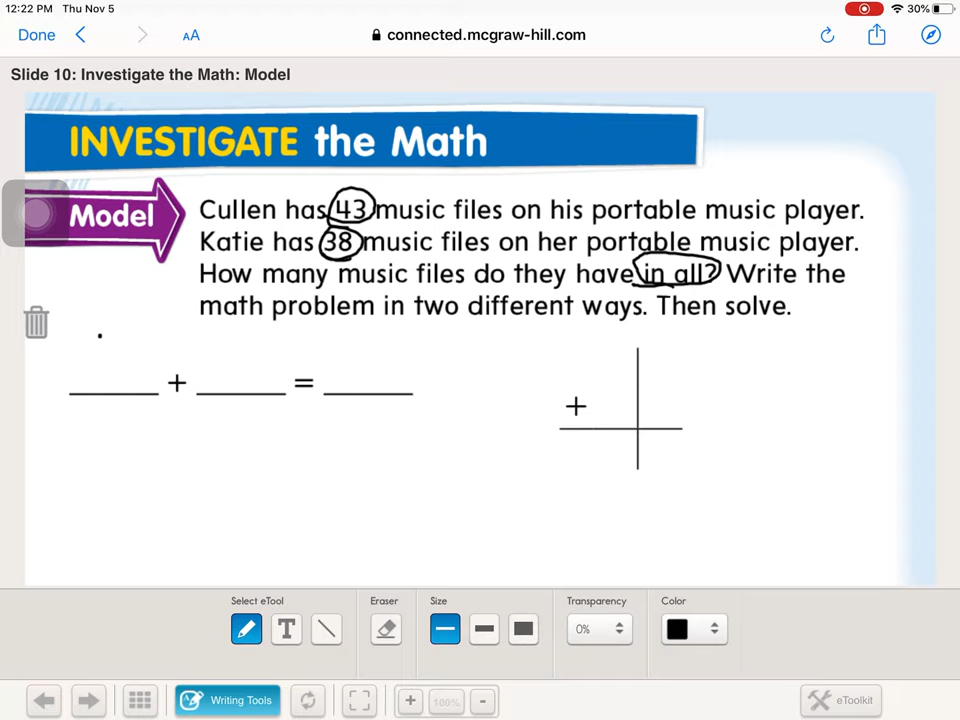 12:22 PM Thu Nov 5 30%
Done AA connected.mcgraw-hill.com
Slide 10: Investigate the Math: Model
INVESTIGATE the Math
Model
Cullen has 43 music files on his portable music player.
Katie has 38 music files on her portable music player.
How many music files do they have in all? Write the
math problem in two different ways. Then solve.
_____ + _____ = _____
+
Select eTool Eraser Size Transparency Color
T 0%
Writing Tools + 100% - eToolkit